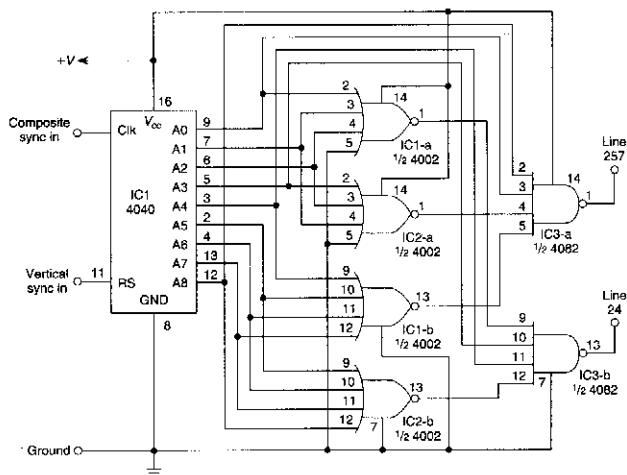 +V
16
Vcc
Composite
sync in
Clk
A0
9
A1
7
A2
6
A3
5
IC1
4040
A4
3
A5
2
A6
4
A7
13
A8
12
Vertical
sync in
11
RS
GND
8
Ground
2
3
4
5
14
1
IC1-a
1/2 4002
2
3
4
5
14
1
IC2-a
1/2 4002
9
10
11
12
13
IC1-b
1/2 4002
9
10
11
12
13
7
IC2-b
1/2 4002
2
3
4
5
14
1
IC3-a
1/2 4082
Line
257
9
10
11
12
7
13
IC3-b
1/2 4082
Line
24